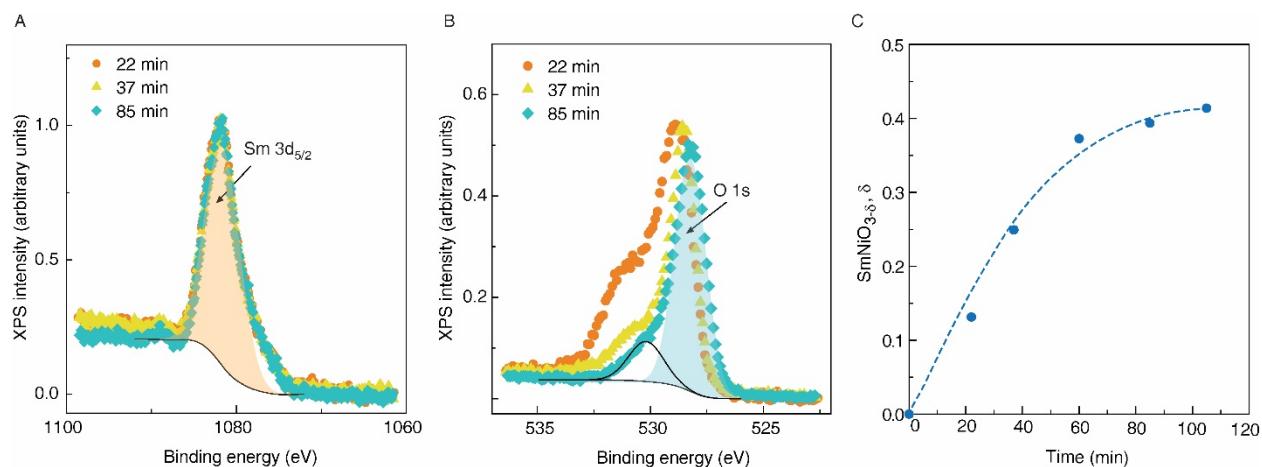 A
22 min
37 min
85 min
Sm 3d5/2
1.0
0.5
0.0
1100
1080
1060
XPS intensity (arbitrary units)
Binding energy (eV)
B
22 min
37 min
85 min
O 1s
0.6
0.4
0.2
535
530
525
XPS intensity (arbitrary units)
Binding energy (eV)
C
0.5
0.4
0.3
0.2
0.1
0.0
0
20
40
60
80
100
120
SmNiO3-δ, δ
Time (min)